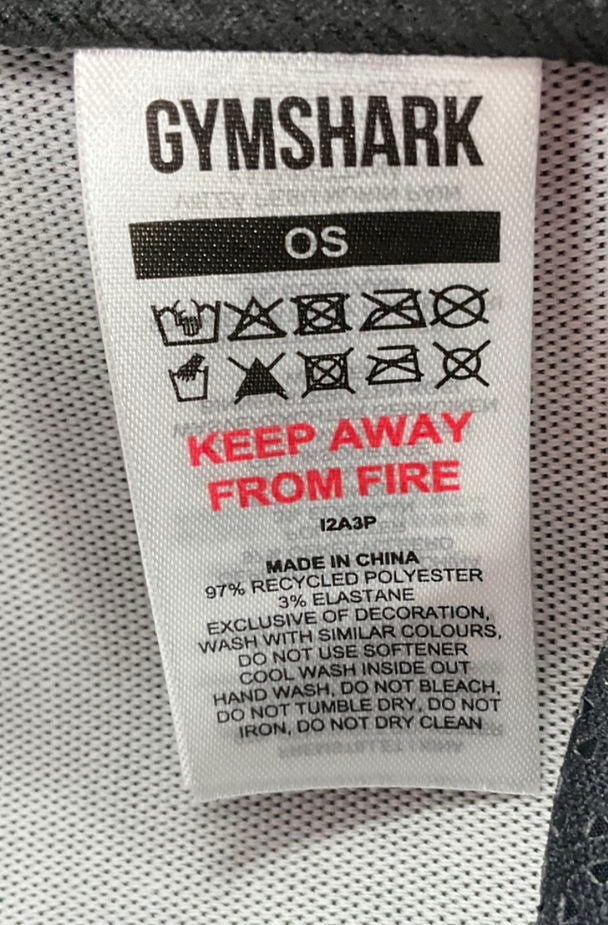 GYMSHARK
OS
KEEP AWAY
FROM FIRE
I2A3P
MADE IN CHINA
97% RECYCLED POLYESTER
3% ELASTANE
EXCLUSIVE OF DECORATION,
WASH WITH SIMILAR COLOURS,
DO NOT USE SOFTENER
COOL WASH INSIDE OUT
HAND WASH, DO NOT BLEACH,
DO NOT TUMBLE DRY, DO NOT
IRON, DO NOT DRY CLEAN